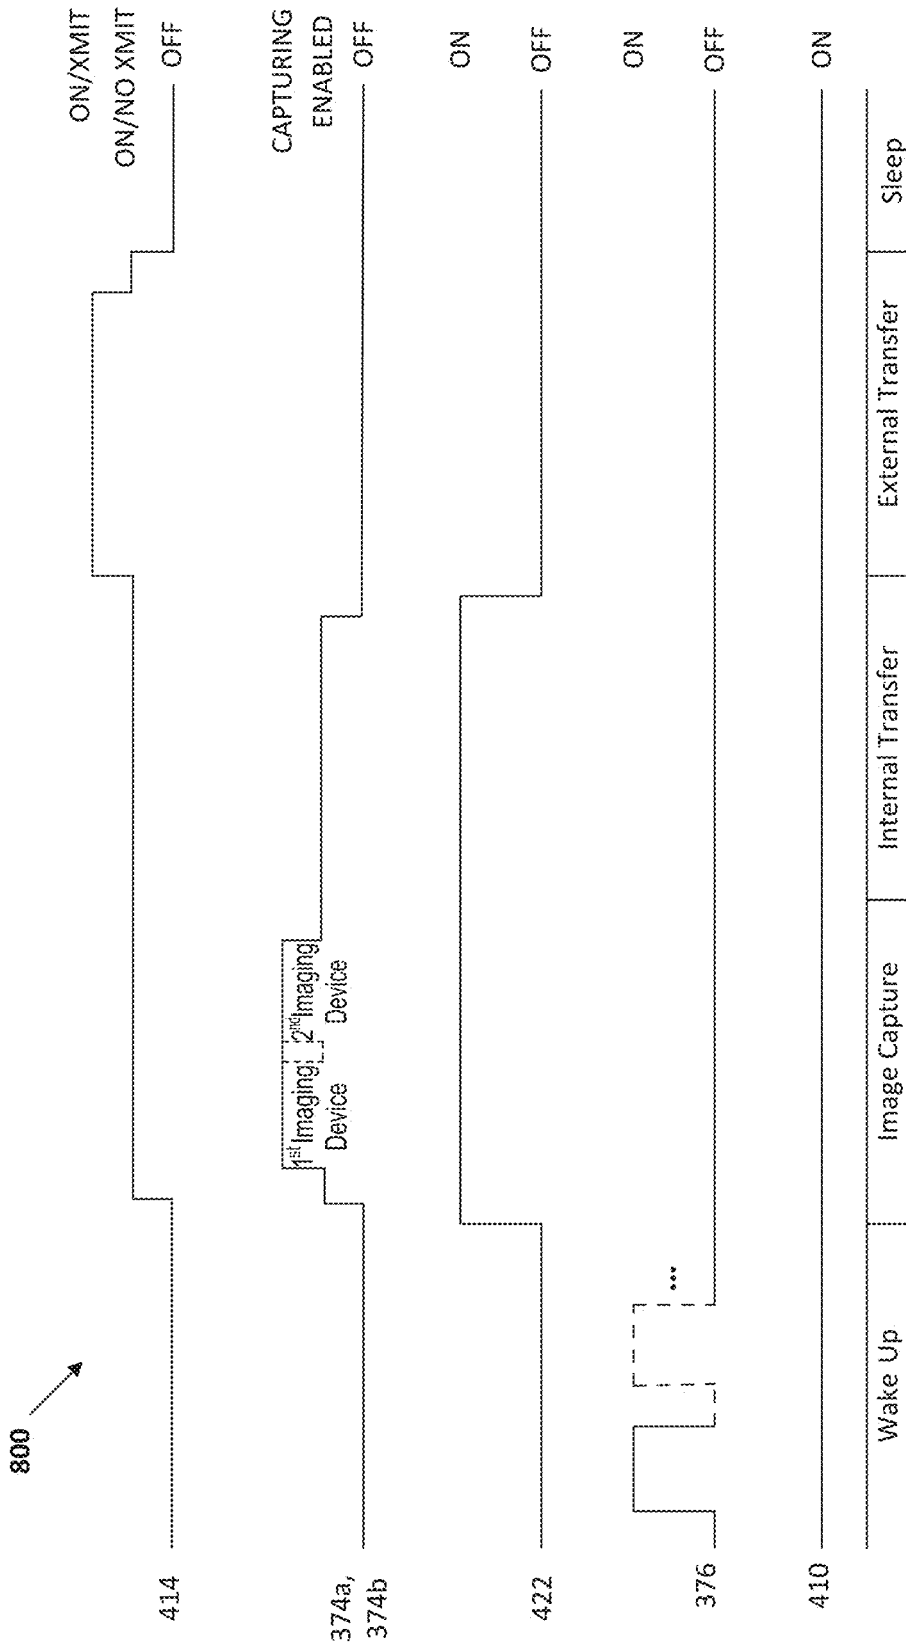 800
414
ON/XMIT
ON/NO XMIT
OFF
374a,
374b
1st Imaging
Device
2nd Imaging
Device
CAPTURING
ENABLED
OFF
422
ON
OFF
376
...
ON
OFF
410
ON
Wake Up
Image Capture
Internal Transfer
External Transfer
Sleep